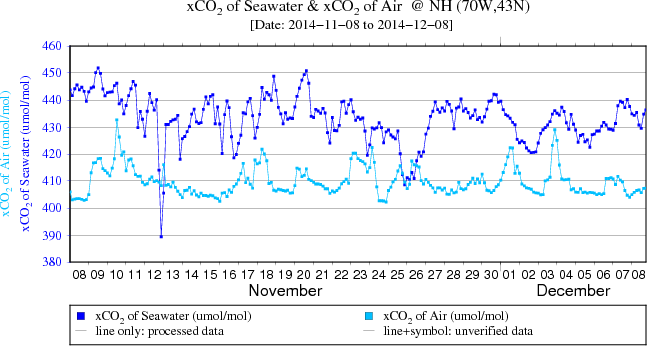 xCO2 of Seawater & xCO2 of Air @ NH (70W,43N)
[Date: 2014−11−08 to 2014−12−08]
xCO2 of Air (umol/mol)
xCO2 of Seawater (umol/mol)
460
450
440
430
420
410
400
390
380
08 09 10 11 12 13 14 15 16 17 18 19 20 21 22 23 24 25 26 27 28 29 30 01 02 03 04 05 06 07 08
November December
xCO2 of Seawater (umol/mol) xCO2 of Air (umol/mol)
line only: processed data line+symbol: unverified data